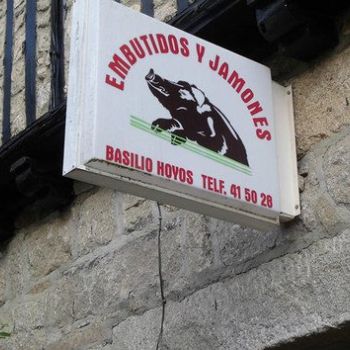 EMBUTIDOS Y JAMONES
BASILIO HOYOS TELF. 41 50 28